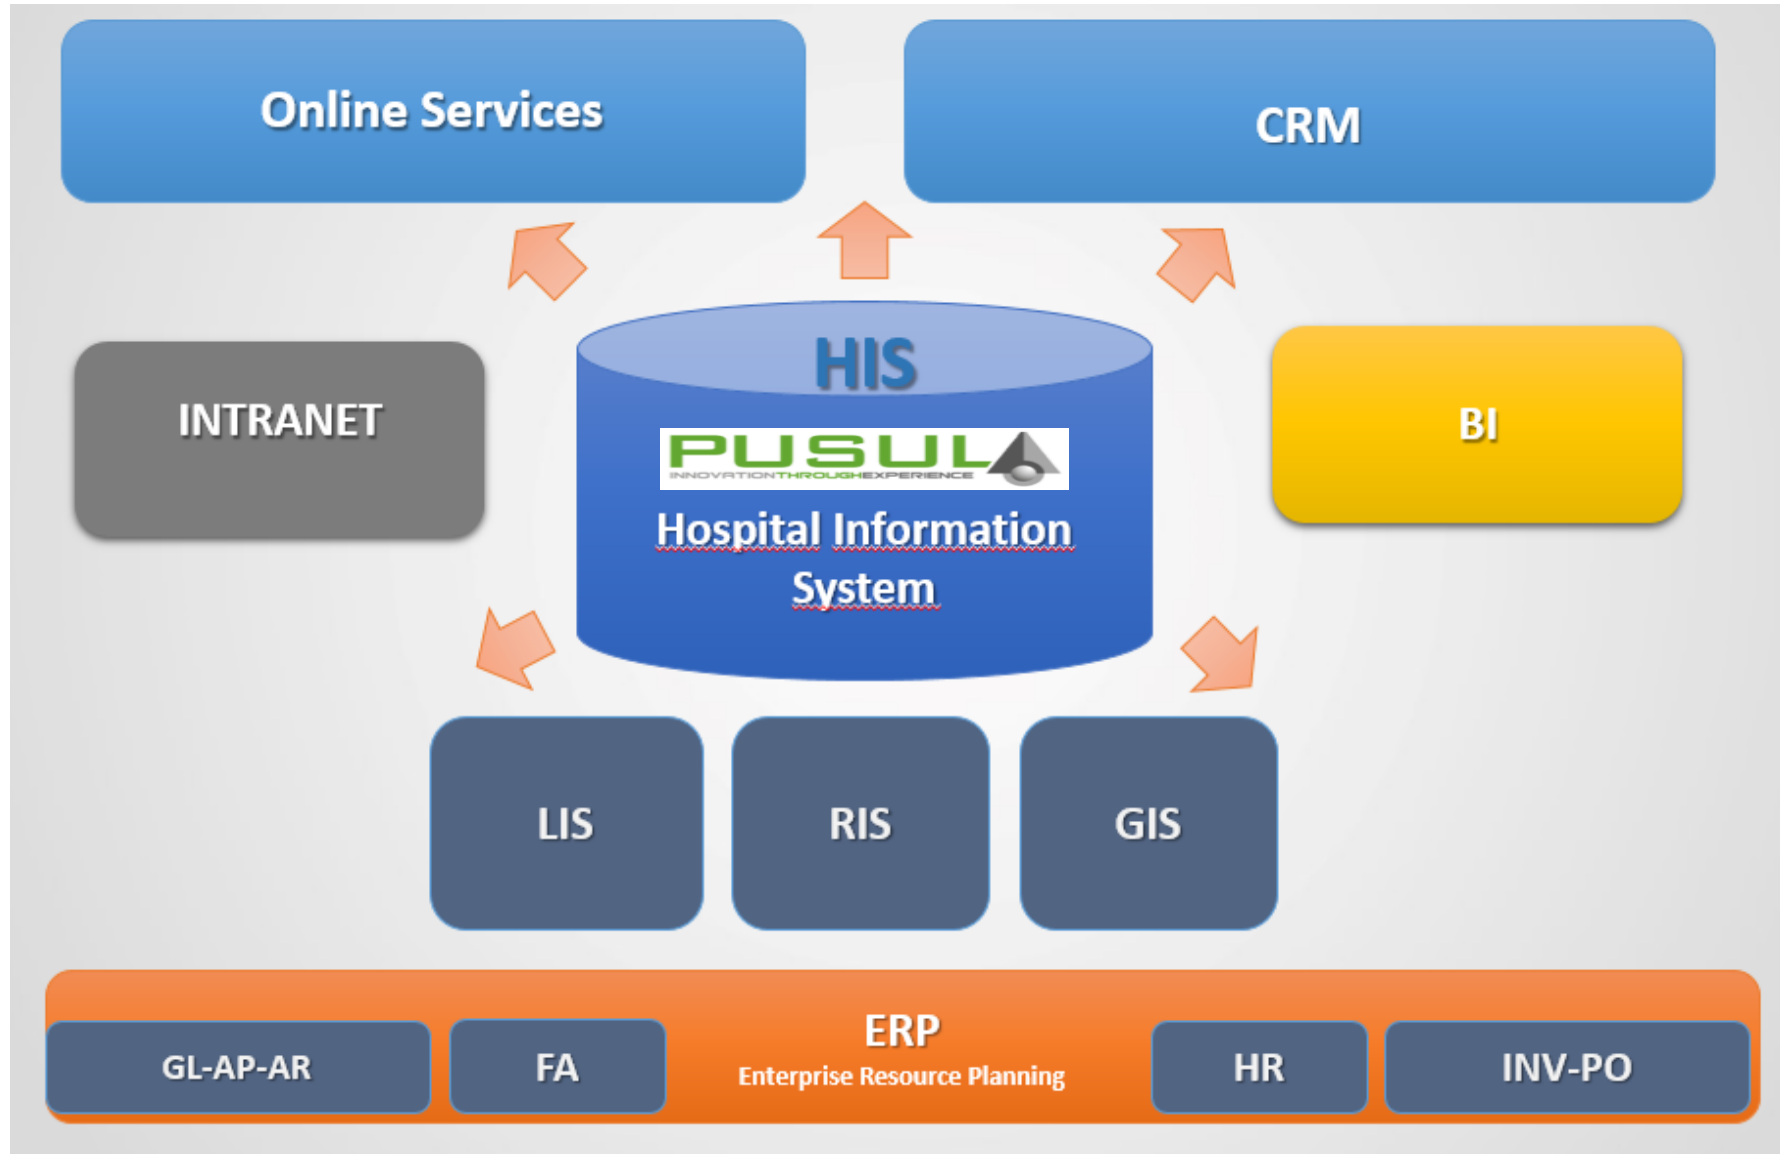 Online Services
CRM
HIS
INTRANET
PUSULA
INNOVATIONTHROUGHEXPERIENCE
BI
Hospital Information
System
LIS
RIS
GIS
ERP
Enterprise Resource Planning
GL-AP-AR
FA
HR
INV-PO